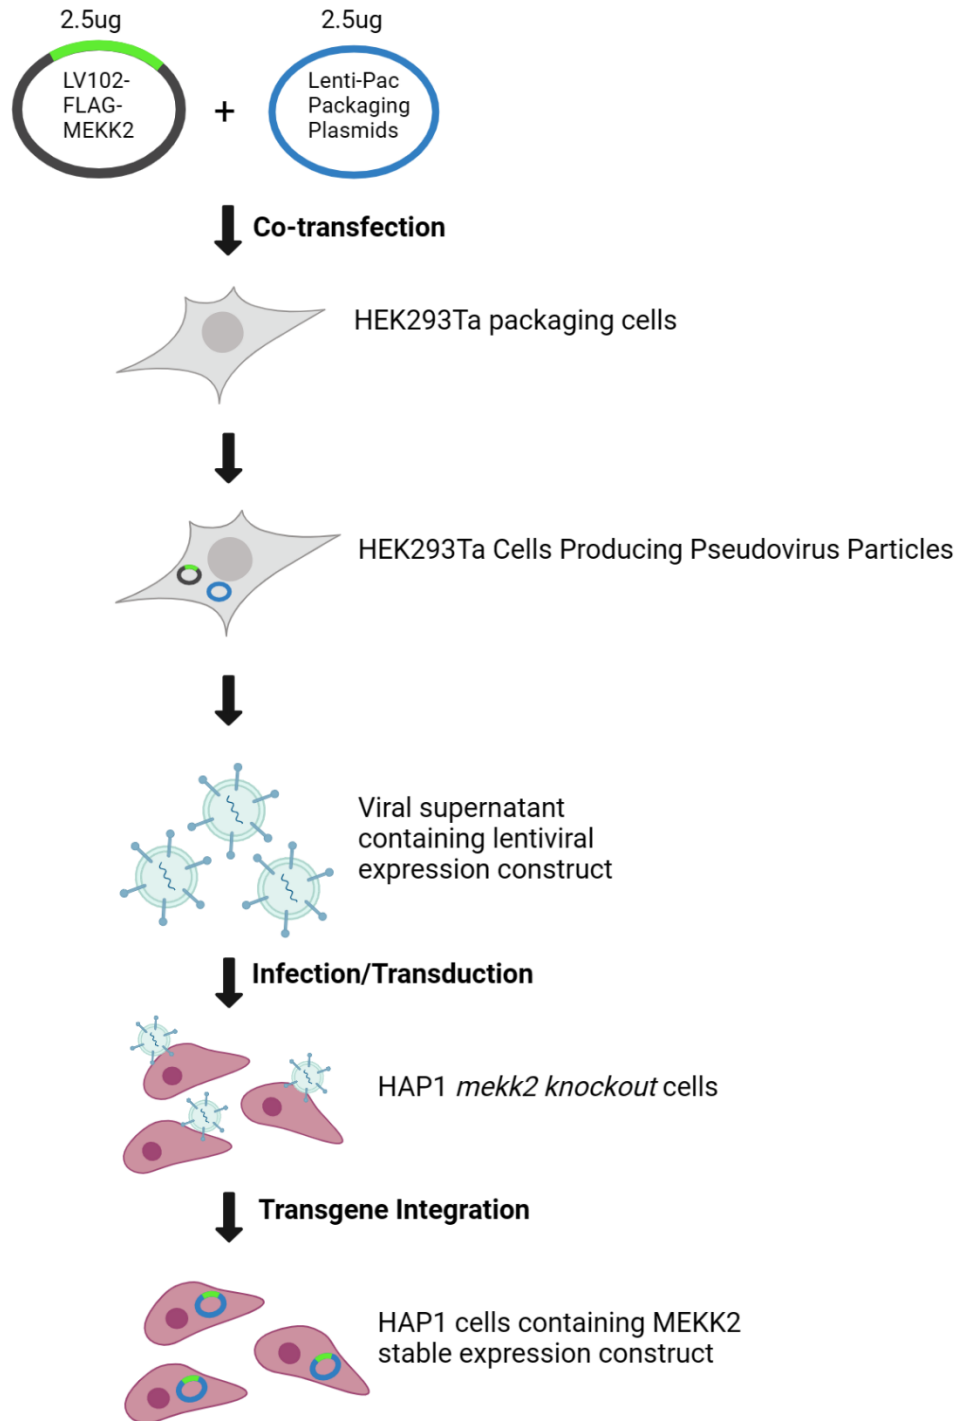 2.5ug
2.5ug
LV102-
FLAG-
MEKK2
+
Lenti-Pac
Packaging
Plasmids
Co-transfection
HEK293Ta packaging cells
HEK293Ta Cells Producing Pseudovirus Particles
Viral supernatant
containing lentiviral
expression construct
Infection/Transduction
HAP1 mekk2 knockout cells
Transgene Integration
HAP1 cells containing MEKK2
stable expression construct